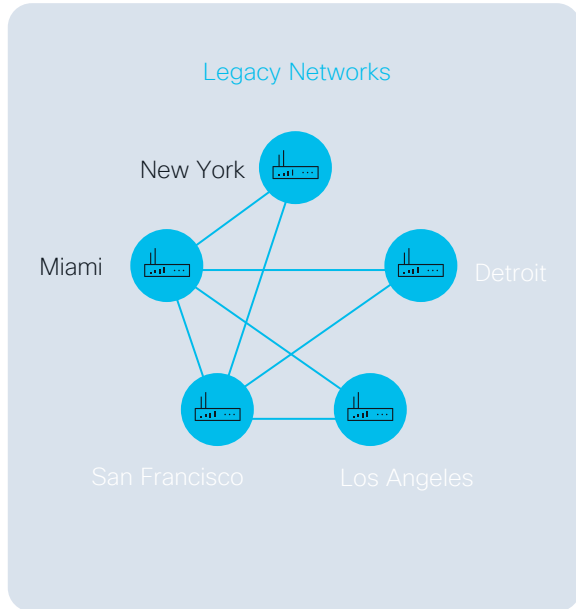 Legacy Networks
New York
Miami
Detroit
San Francisco
Los Angeles